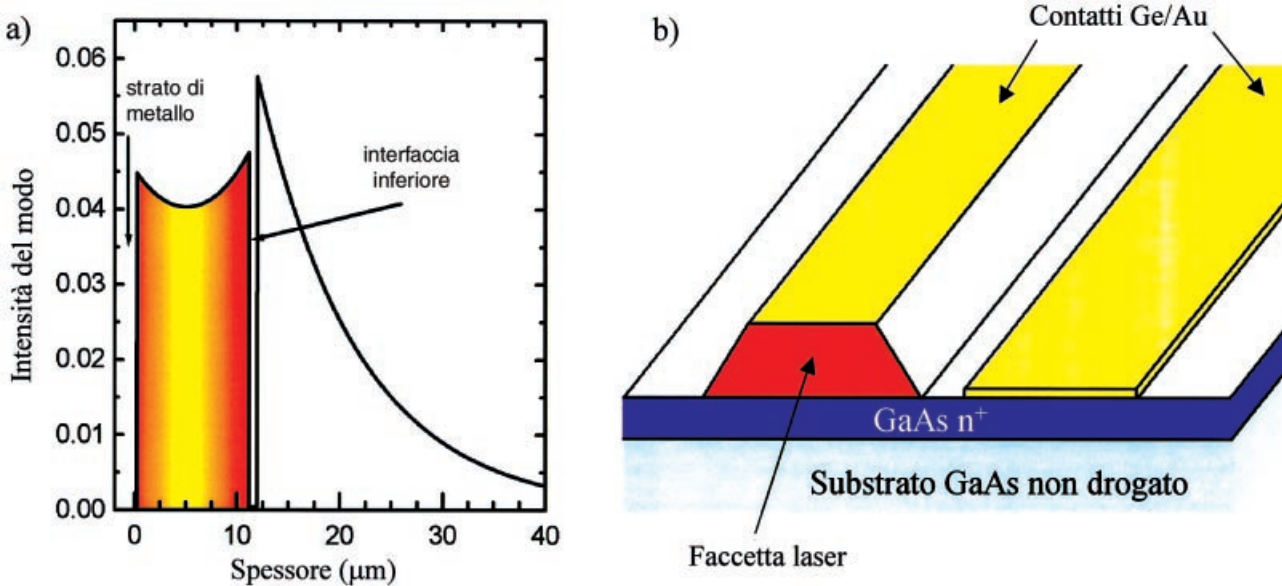 a)
0.06
0.05
0.04
0.03
0.02
0.01
0.00
Intensità del modo
strato di
metallo
interfaccia
inferiore
0
10
20
30
40
Spessore (µm)
b)
Contatti Ge/Au
GaAs n⁺
Substrato GaAs non drogato
Faccetta laser